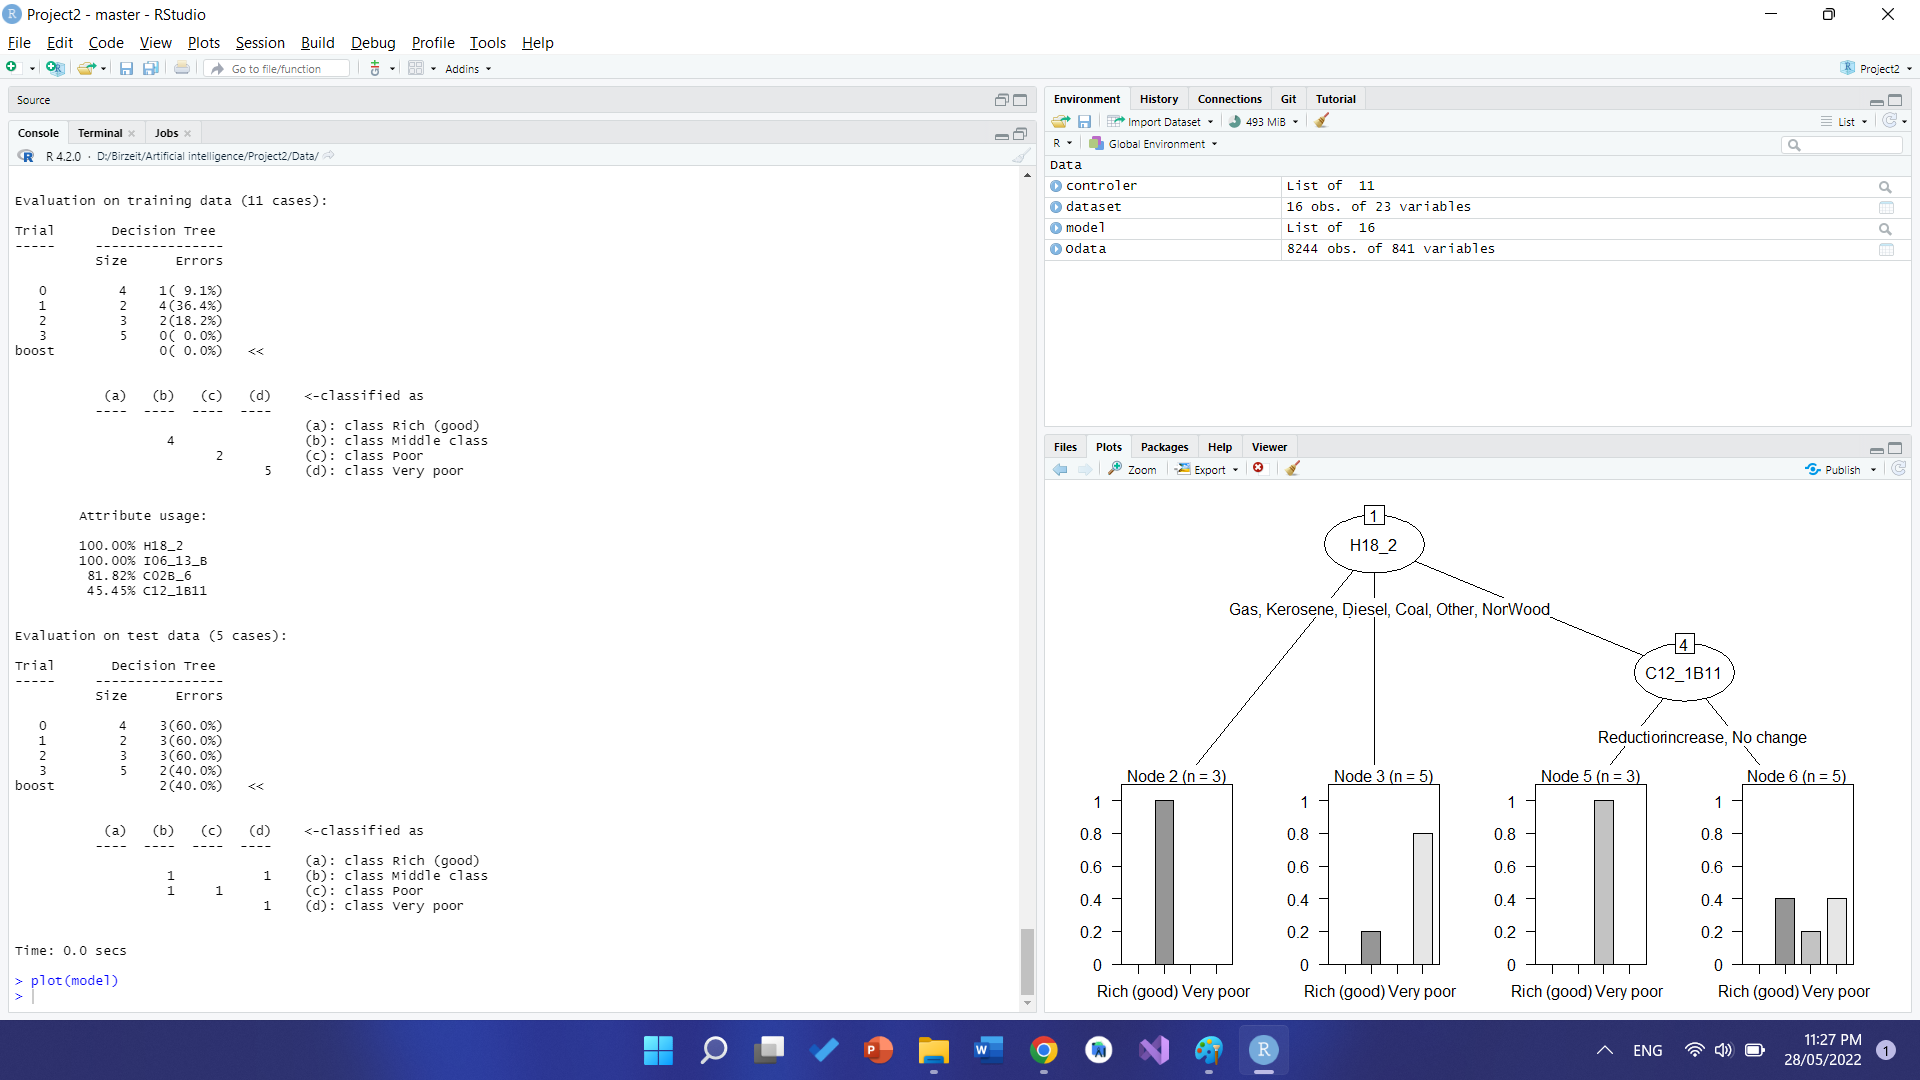 Project2 - master - RStudio
File Edit Code View Plots Session Build Debug Profile Tools Help
Go to file/function
Addins
Project2
Source
Console Terminal Jobs
R 4.2.0 · D:/Birzeit/Artificial intelligence/Project2/Data/
Evaluation on training data (11 cases):
Trial Decision Tree
----- ----------------
Size Errors
0 4 1( 9.1%)
1 2 4(36.4%)
2 3 2(18.2%)
3 5 0( 0.0%)
boost 0( 0.0%) <<
(a) (b) (c) (d) <-classified as
---- ---- ---- ----
(a): class Rich (good)
4 (b): class Middle class
2 (c): class Poor
5 (d): class Very poor
Attribute usage:
100.00% H18_2
100.00% I06_13_B
81.82% C02B_6
45.45% C12_1B11
Evaluation on test data (5 cases):
Trial Decision Tree
----- ----------------
Size Errors
0 4 3(60.0%)
1 2 3(60.0%)
2 3 3(60.0%)
3 5 2(40.0%)
boost 2(40.0%) <<
(a) (b) (c) (d) <-classified as
---- ---- ---- ----
(a): class Rich (good)
1 1 (b): class Middle class
1 1 (c): class Poor
1 (d): class Very poor
Time: 0.0 secs
> plot(model)
>
Environment History Connections Git Tutorial
Import Dataset 493 MiB List
R Global Environment
Data
controler List of 11
dataset 16 obs. of 23 variables
model List of 16
Odata 8244 obs. of 841 variables
Files Plots Packages Help Viewer
Zoom Export Publish
1
H18_2
Gas, Kerosene, Diesel, Coal, Other, NorWood
4
C12_1B11
Reductiorincrease, No change
Node 2 (n = 3) Node 3 (n = 5) Node 5 (n = 3) Node 6 (n = 5)
1 1 1 1
0.8 0.8 0.8 0.8
0.6 0.6 0.6 0.6
0.4 0.4 0.4 0.4
0.2 0.2 0.2 0.2
0 0 0 0
Rich (good) Very poor Rich (good) Very poor Rich (good) Very poor Rich (good) Very poor
ENG
11:27 PM
28/05/2022
1